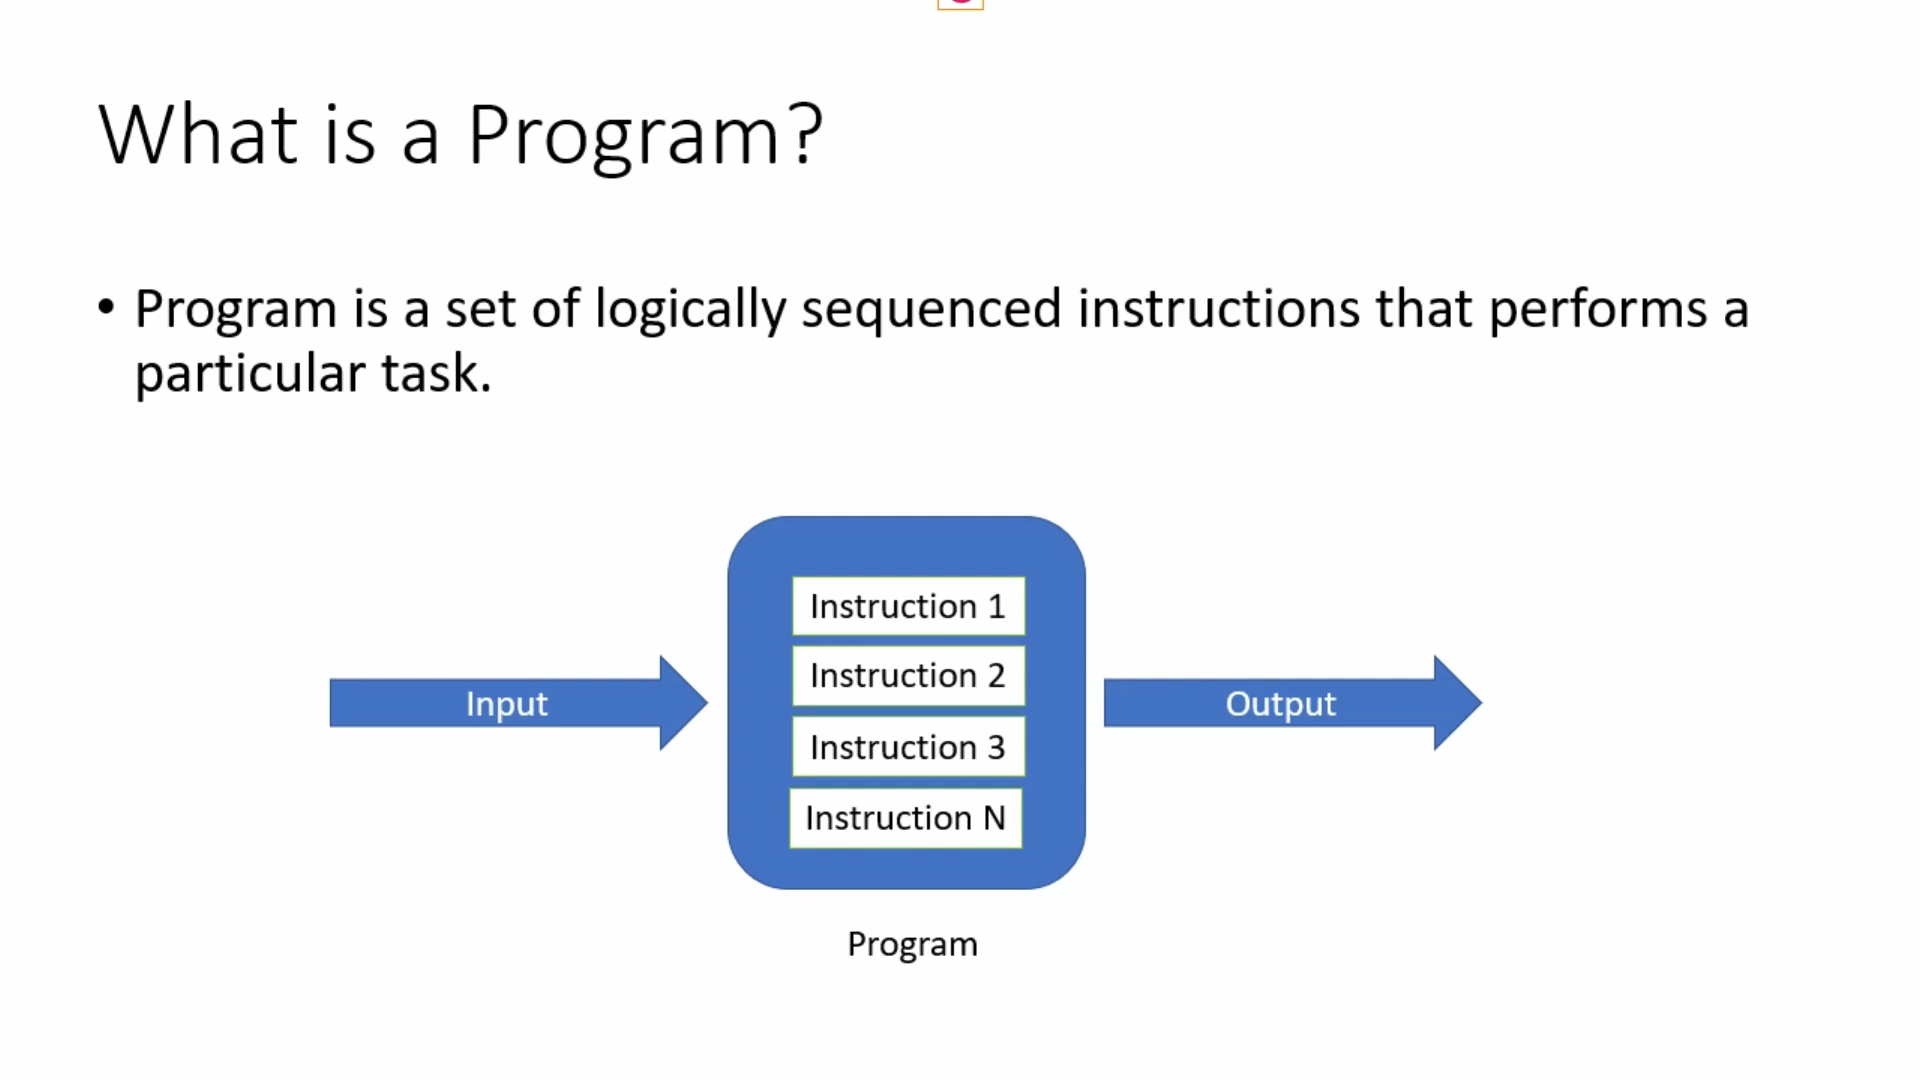 What is a Program?
• Program is a set of logically sequenced instructions that performs a
particular task.
Instruction 1
Instruction 2
Instruction 3
Instruction N
Input
Output
Program